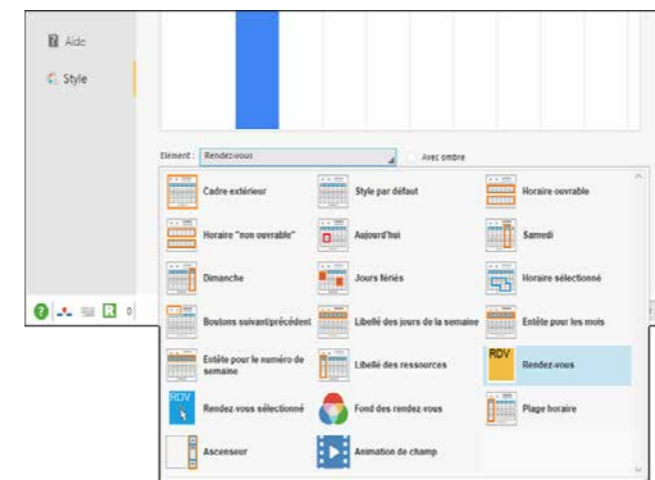 Aide
Style
Elément : Rendez-vous Avec ombre
Cadre extérieur Style par défaut Horaire ouvrable
Horaire "non ouvrable" Aujourd'hui Samedi
Dimanche Jours fériés Horaire sélectionné
Boutons suivant/précédent Libellé des jours de la semaine Entête pour les mois
Entête pour le numéro de semaine Libellé des ressources RDV Rendez-vous
RDV Rendez vous sélectionné Fond des rendez vous Plage horaire
Ascenseur Animation de champ